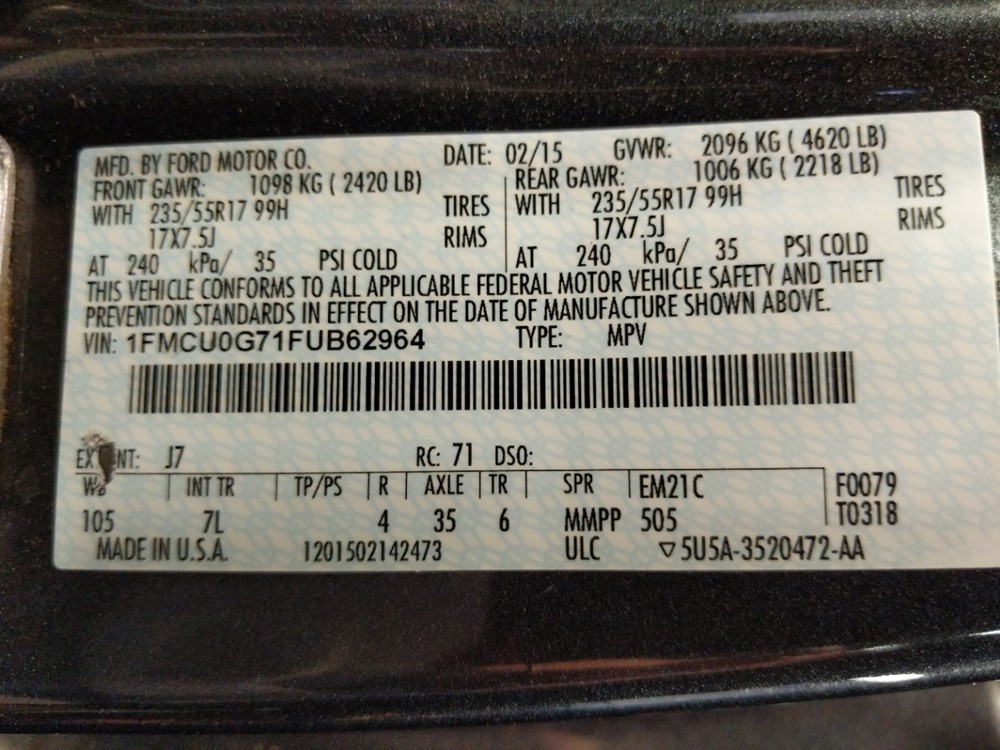 MFD. BY FORD MOTOR CO. DATE: 02/15 GVWR: 2096 KG ( 4620 LB)
FRONT GAWR: 1098 KG ( 2420 LB) REAR GAWR: 1006 KG ( 2218 LB)
WITH 235/55R17 99H TIRES WITH 235/55R17 99H TIRES
17X7.5J RIMS 17X7.5J RIMS
AT 240 kPa/ 35 PSI COLD AT 240 kPa/ 35 PSI COLD
THIS VEHICLE CONFORMS TO ALL APPLICABLE FEDERAL MOTOR VEHICLE SAFETY AND THEFT
PREVENTION STANDARDS IN EFFECT ON THE DATE OF MANUFACTURE SHOWN ABOVE.
VIN: 1FMCU0G71FUB62964 TYPE: MPV
NT: J7 RC: 71 DSO:
INT TR TP/PS R AXLE TR SPR EM21C F0079
105 7L 4 35 6 MMPP 505 T0318
MADE IN U.S.A. 1201502142473 ULC ▽5U5A-3520472-AA